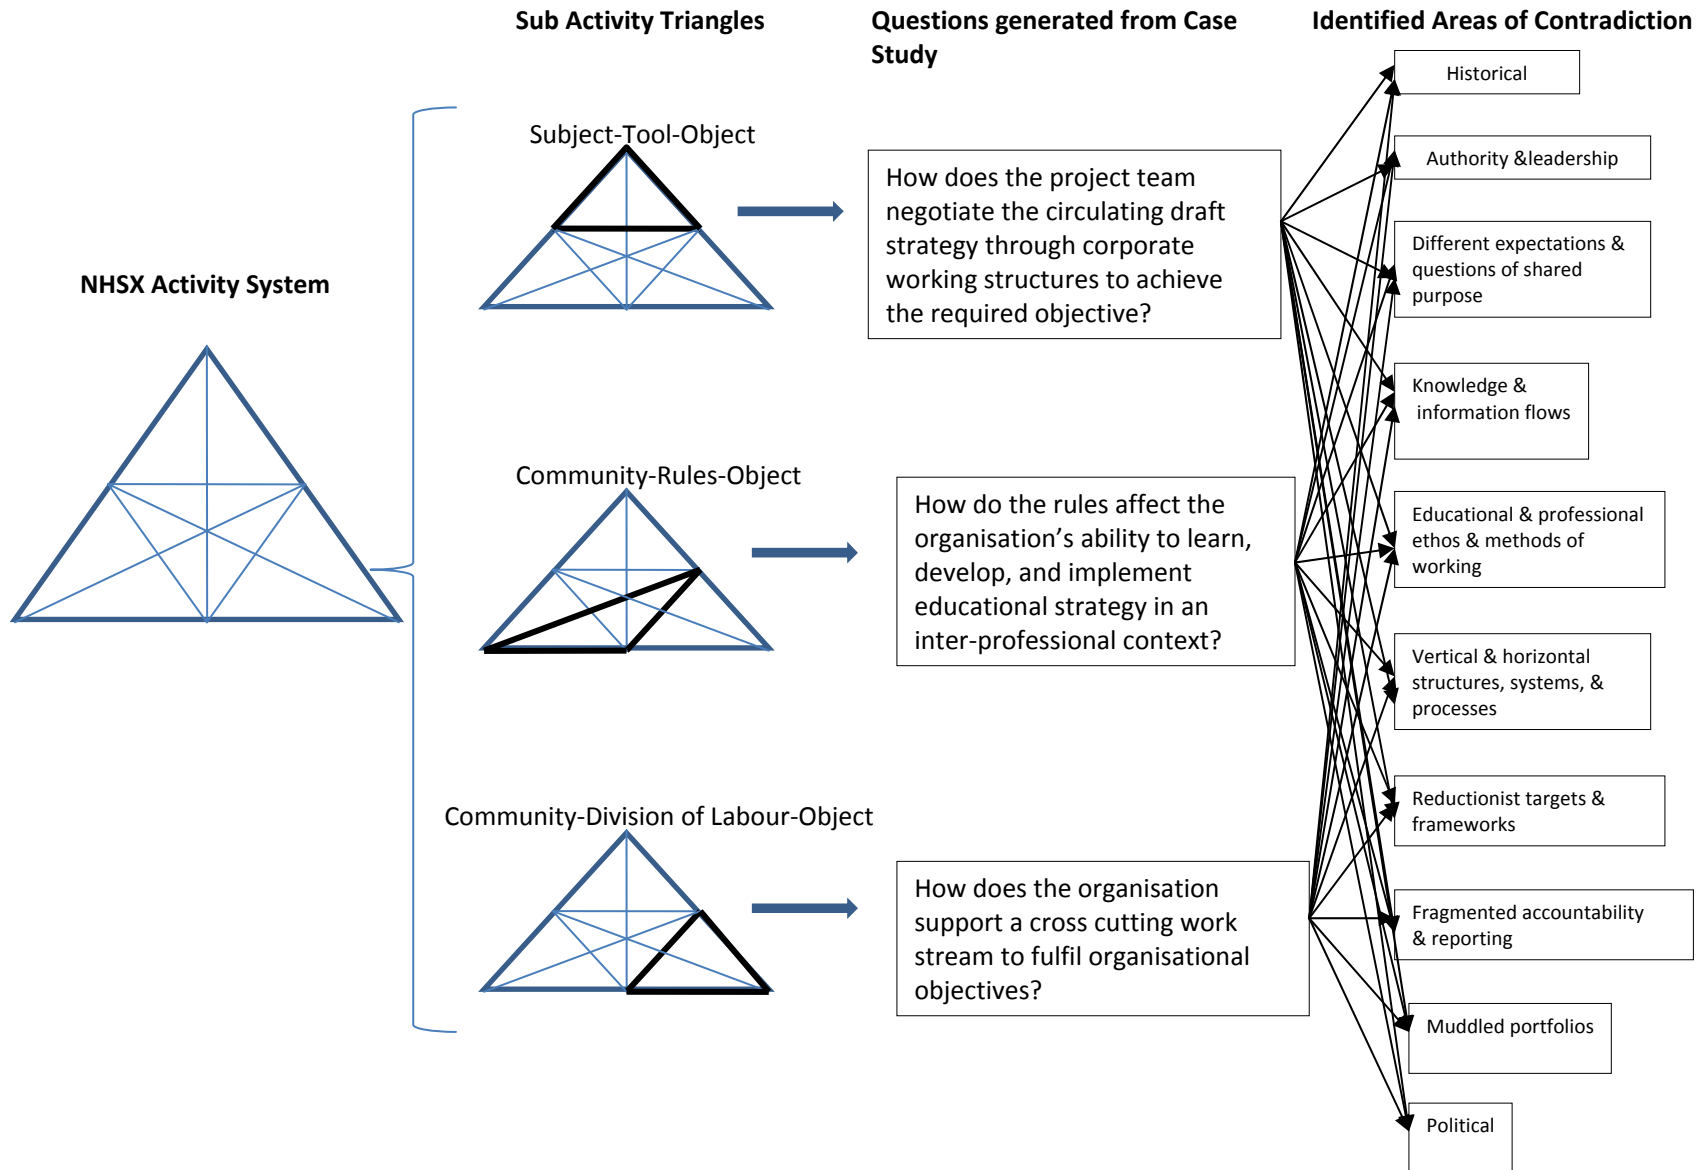 Sub Activity Triangles
Questions generated from Case
Study
Identified Areas of Contradiction
NHSX Activity System
Subject-Tool-Object
How does the project team
negotiate the circulating draft
strategy through corporate
working structures to achieve
the required objective?
Community-Rules-Object
How do the rules affect the
organisation’s ability to learn,
develop, and implement
educational strategy in an
inter-professional context?
Community-Division of Labour-Object
How does the organisation
support a cross cutting work
stream to fulfil organisational
objectives?
Historical
Authority &leadership
Different expectations &
questions of shared
purpose
Knowledge &
information flows
Educational & professional
ethos & methods of
working
Vertical & horizontal
structures, systems, &
processes
Reductionist targets &
frameworks
Fragmented accountability
& reporting
Muddled portfolios
Political